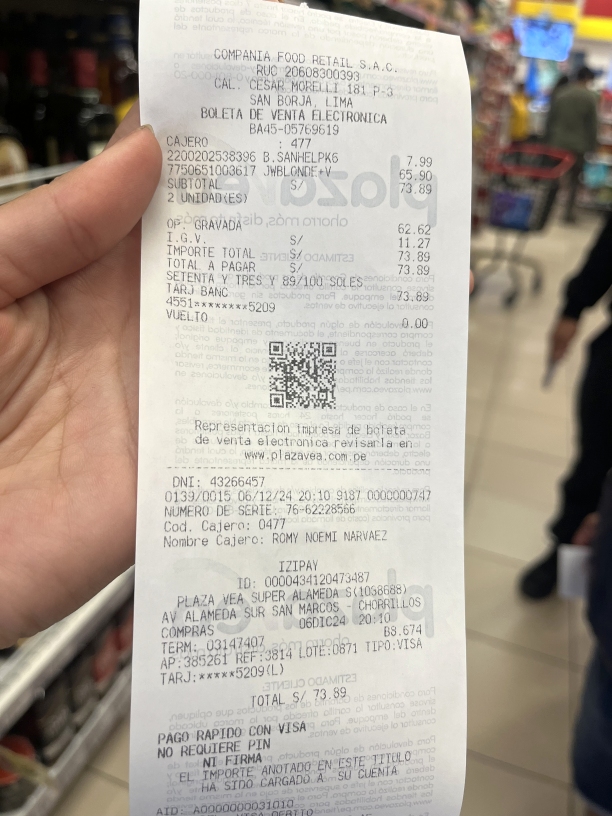 COMPANIA FOOD RETAIL S.A.C.
RUC 20608300393
CAL. CESAR MORELLI 181 P-3
SAN BORJA, LIMA
BOLETA DE VENTA ELECTRONICA
BA45-05769619
CAJERO : 477
2200202538396 B.SANHELPKG 7.99
7750651003617 JWBLONDE+V 65.90
SUBTOTAL S/ 73.89
2 UNIDAD(ES)
OP. GRAVADA 62.62
I.G.V. S/ 11.27
IMPORTE TOTAL S/ 73.89
TOTAL A PAGAR S/ 73.89
SETENTA Y TRES Y 89/100 SOLES
TARJ BANC 73.89
4551********5209
VUELTO 0.00
Representacion impresa de boleta
de venta electronica revisarla en
www.plazavea.com.pe
DNI: 43266457
0139/0015 06/12/24 20:10 9187 0000000747
NUMERO DE SERIE: 76-62228566
Cod. Cajero: 0477
Nombre Cajero: ROMY NOEMI NARVAEZ
IZIPAY
ID: 0000434120473487
PLAZA VEA SUPER ALAMEDA S(1038688)
AV ALAMEDA SUR SAN MARCOS - CHORRILLOS
COMPRAS 06DIC24 20:10
TERM: 03147407 B8.674
AP:385261 REF:3814 LOTE:0871 TIPO:VISA
TARJ:*****5209(L)
TOTAL S/ 73.89
PAGO RAPIDO CON VISA
NO REQUIERE PIN
NI FIRMA
EL IMPORTE ANOTADO EN ESTE TITULO
HA SIDO CARGADO A SU CUENTA
AID: A0000000031010
VISA DEBITO